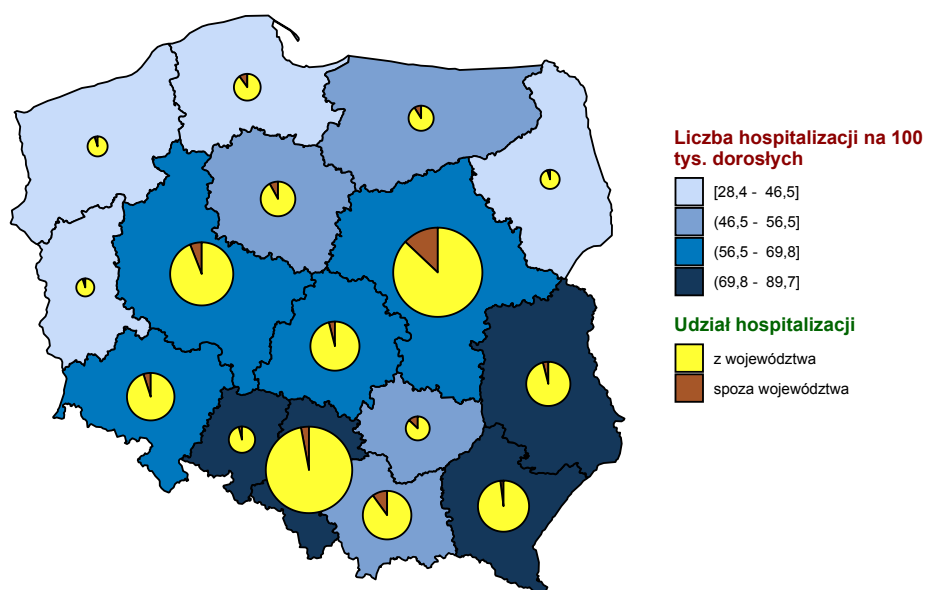 Liczba hospitalizacji na 100
tys. dorosłych
[28,4 - 46,5]
(46,5 - 56,5]
(56,5 - 69,8]
(69,8 - 89,7]
Udział hospitalizacji
z województwa
spoza województwa